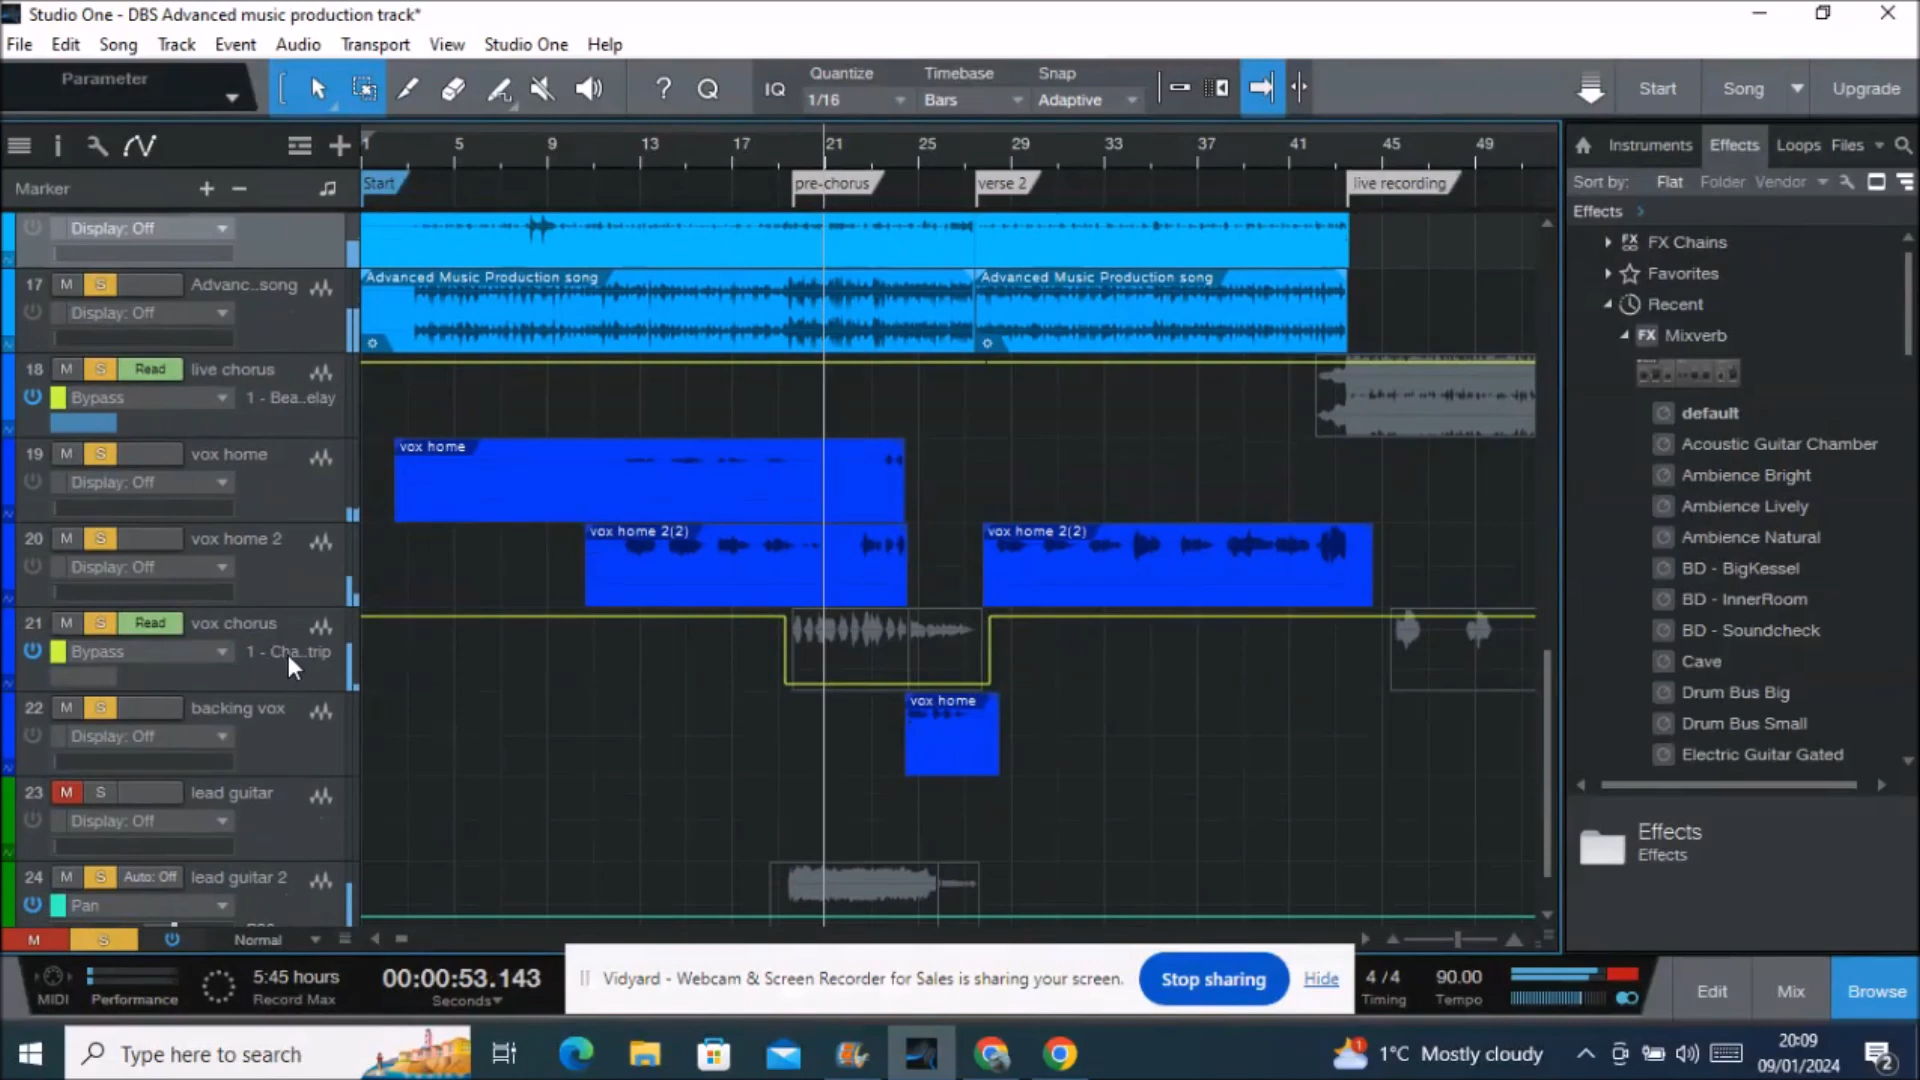 Studio One - DBS Advanced music production track*
File Edit Song Track Event Audio Transport View Studio One Help
Parameter
? Q IQ
Quantize 1/16
Timebase Bars
Snap Adaptive
Start Song Upgrade
1 5 9 13 17 21 25 29 33 37 41 45 49
Instruments Effects Loops Files
Marker
Start pre-chorus verse 2 live recording
Sort by: Flat Folder Vendor
Effects
Display: Off
17 M S Advanc..song
Display: Off
Advanced Music Production song
Advanced Music Production song
18 M S Read live chorus
Bypass 1 - Bea..elay
19 M S vox home
Display: Off
vox home
20 M S vox home 2
Display: Off
vox home 2(2)
vox home 2(2)
21 M S Read vox chorus
Bypass 1 - Cha..trip
22 M S backing vox
Display: Off
vox home
23 M S lead guitar
Display: Off
24 M S Auto: Off lead guitar 2
Pan
M S Normal
FX Chains
Favorites
Recent
FX Mixverb
default
Acoustic Guitar Chamber
Ambience Bright
Ambience Lively
Ambience Natural
BD - BigKessel
BD - InnerRoom
BD - Soundcheck
Cave
Drum Bus Big
Drum Bus Small
Electric Guitar Gated
Effects
Effects
MIDI
Performance
5:45 hours
Record Max
00:00:53.143
Seconds
Vidyard - Webcam & Screen Recorder for Sales is sharing your screen.
Stop sharing
Hide
4 / 4
Timing
90.00
Tempo
Edit Mix Browse
Type here to search
1
1°C Mostly cloudy
20:09
09/01/2024
2